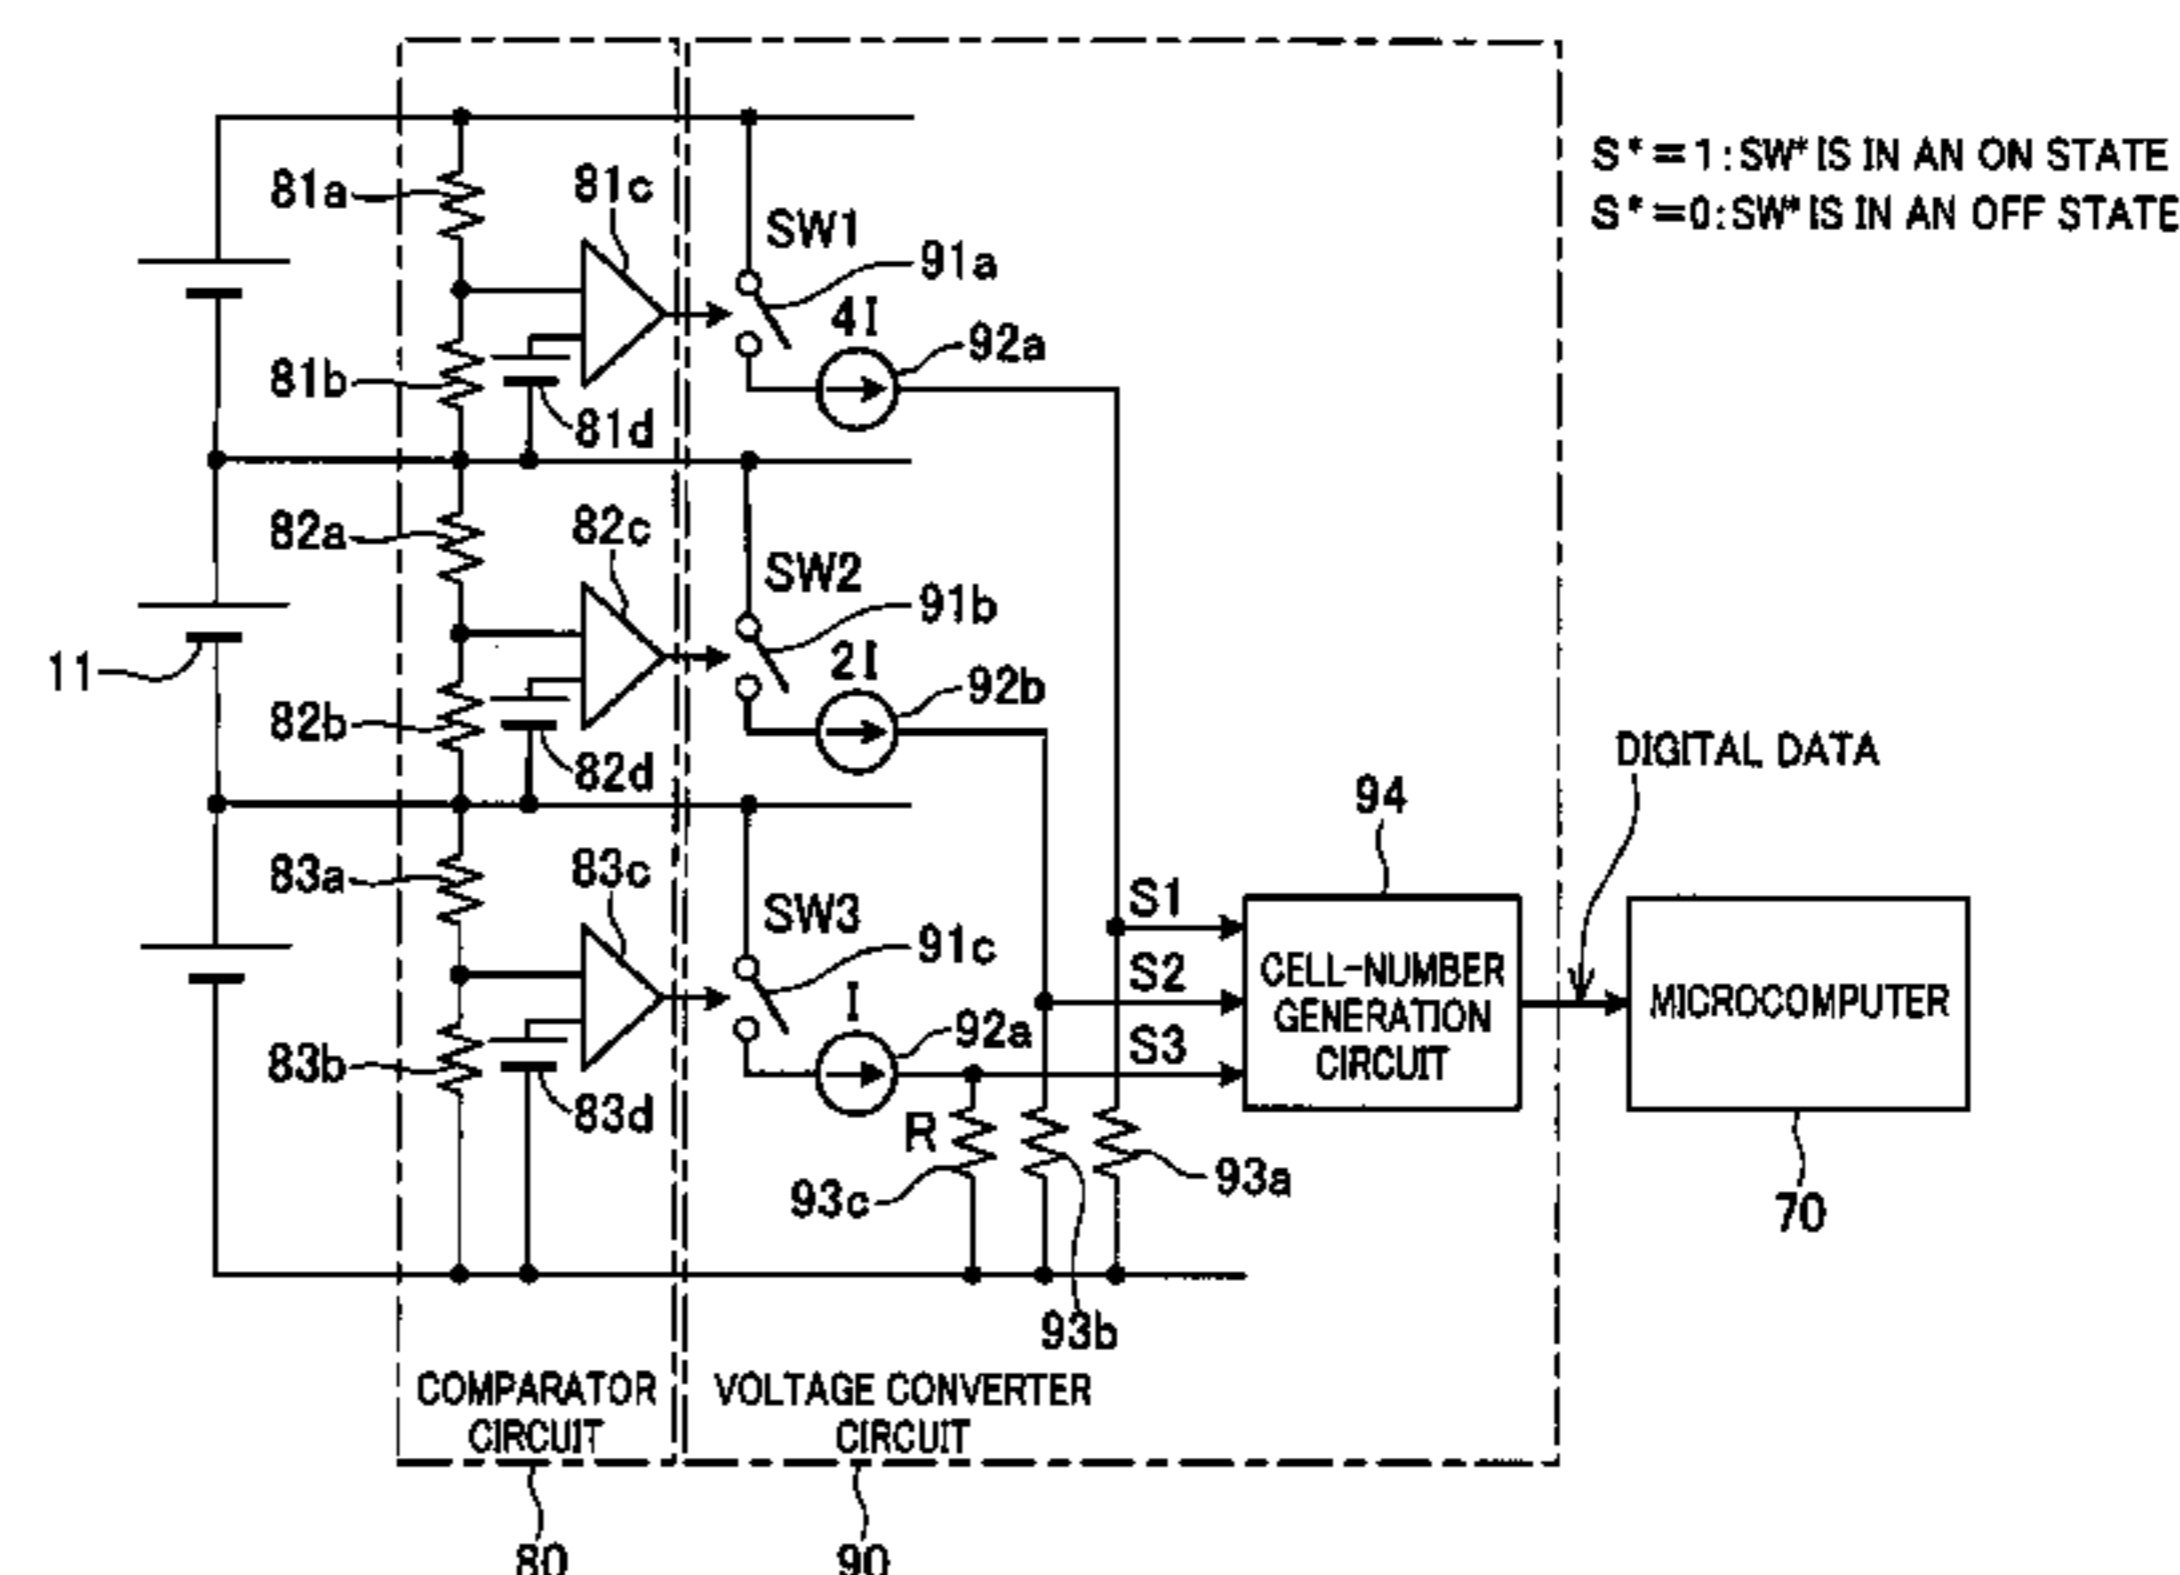 S*=1:SW* IS IN AN ON STATE
S*=0:SW* IS IN AN OFF STATE
81a
81c
SW1
91a
4I
92a
81b
81d
82a
82c
SW2
91b
2I
92b
11
82b
82d
DIGITAL DATA
94
83a
83c
SW3
91c
S1
S2
S3
CELL-NUMBER
GENERATION
CIRCUIT
MICROCOMPUTER
I
92a
83b
83d
R
93c
93a
70
93b
COMPARATOR
CIRCUIT
VOLTAGE CONVERTER
CIRCUIT
80
90